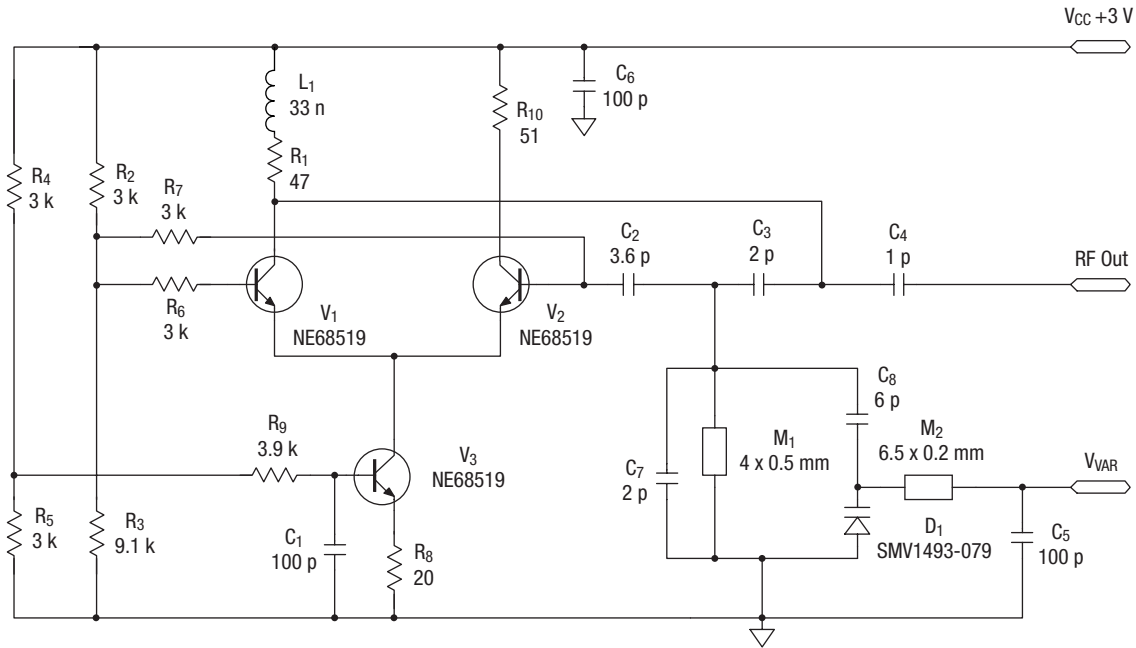 V_CC +3 V
L₁
33 n
C₆
100 p
R₁₀
51
R₁
47
R₄
3 k
R₂
3 k
R₇
3 k
C₂
3.6 p
C₃
2 p
C₄
1 p
RF Out
R₆
3 k
V₁
NE68519
V₂
NE68519
C₈
6 p
R₉
3.9 k
V₃
NE68519
M₁
4 x 0.5 mm
M₂
6.5 x 0.2 mm
V_VAR
C₇
2 p
R₅
3 k
R₃
9.1 k
C₁
100 p
R₈
20
D₁
SMV1493-079
C₅
100 p